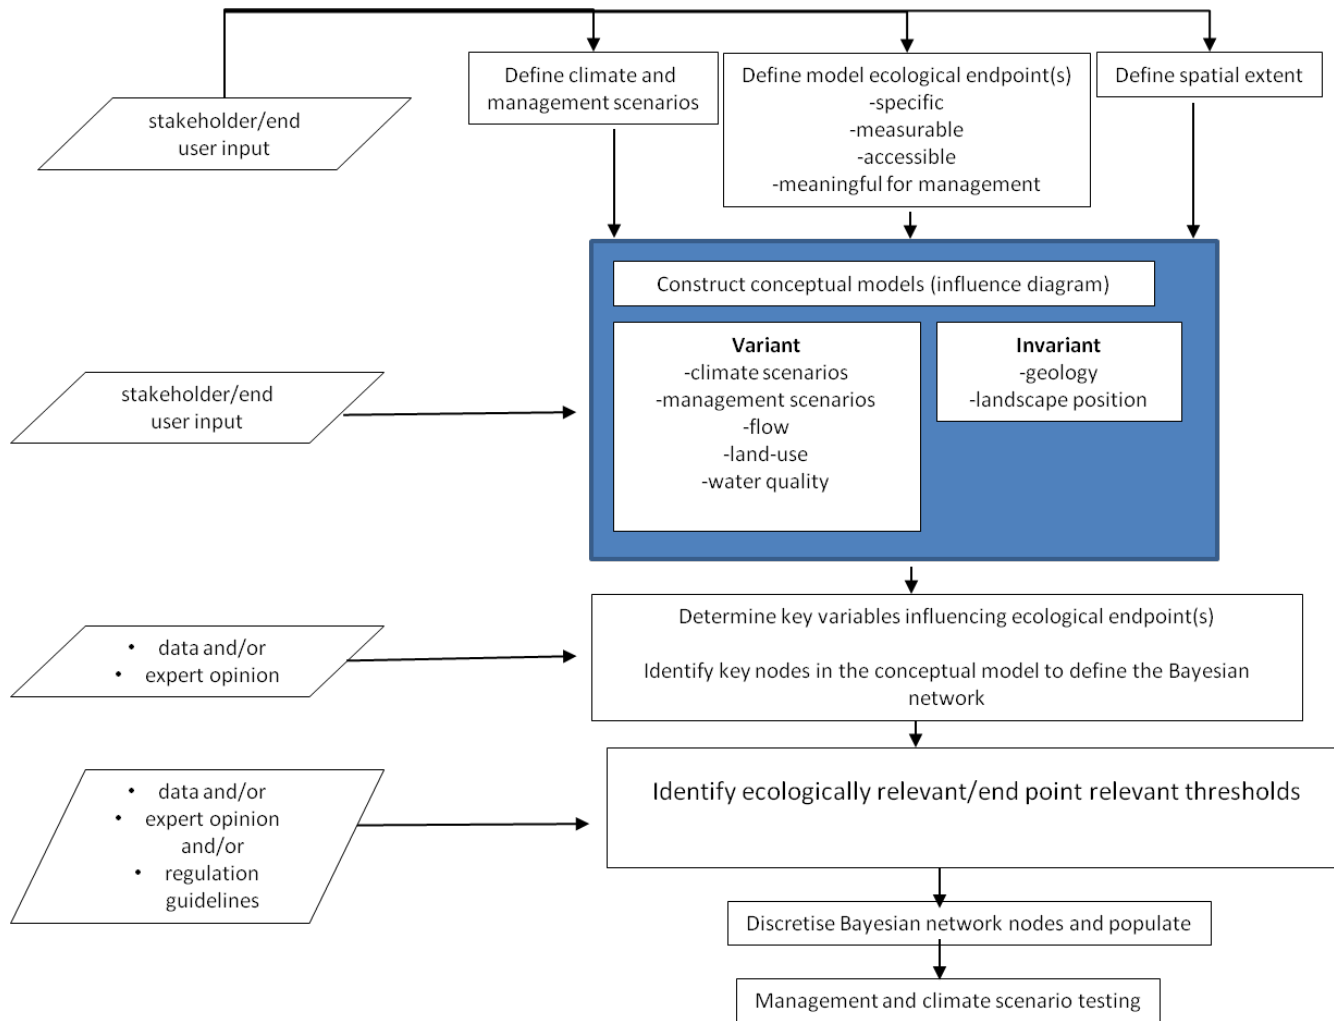 stakeholder/end
user input
Define climate and
management scenarios
Define model ecological endpoint(s)
-specific
-measurable
-accessible
-meaningful for management
Define spatial extent
Construct conceptual models (influence diagram)
stakeholder/end
user input
Variant
-climate scenarios
-management scenarios
-flow
-land-use
-water quality
Invariant
-geology
-landscape position
• data and/or
• expert opinion
Determine key variables influencing ecological endpoint(s)
Identify key nodes in the conceptual model to define the Bayesian
network
• data and/or
• expert opinion
and/or
• regulation
guidelines
Identify ecologically relevant/end point relevant thresholds
Discretise Bayesian network nodes and populate
Management and climate scenario testing